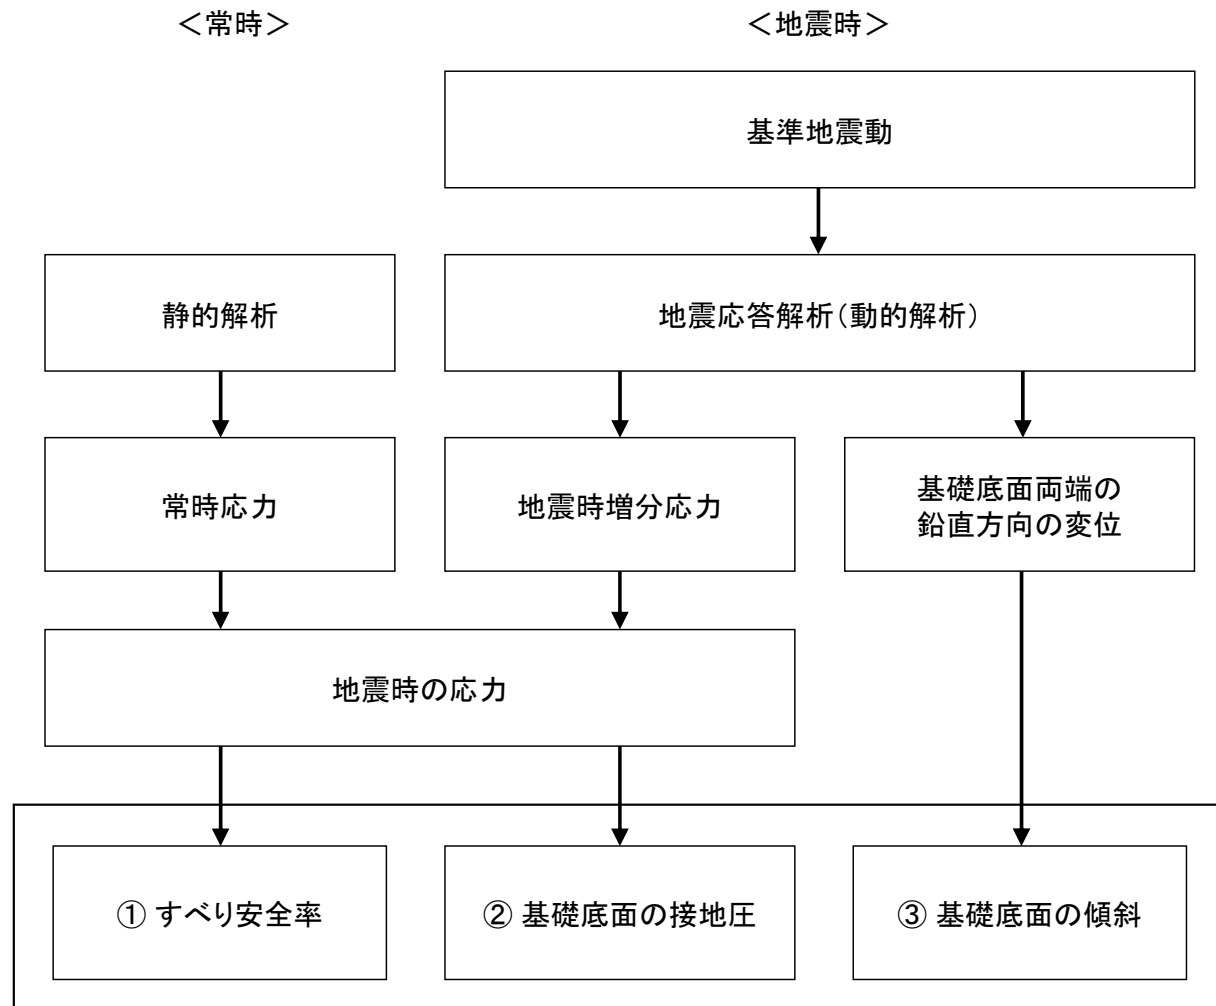 ＜常時＞
＜地震時＞
基準地震動
静的解析
地震応答解析（動的解析）
常時応力
地震時増分応力
基礎底面両端の
鉛直方向の変位
地震時の応力
① すべり安全率
② 基礎底面の接地圧
③ 基礎底面の傾斜